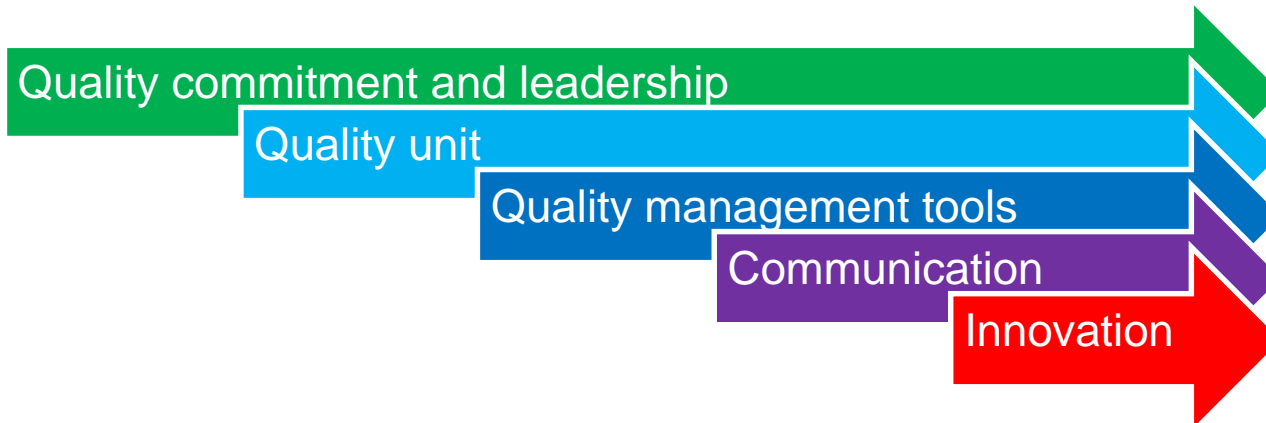 Quality commitment and leadership
Quality unit
Quality management tools
Communication
Innovation